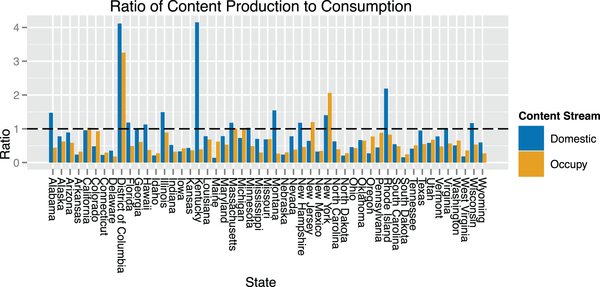 Ratio of Content Production to Consumption
4
3
2
1
0
Ratio
Alabama
Alaska
Arizona
Arkansas
California
Colorado
Connecticut
Delaware
District of Columbia
Florida
Georgia
Hawaii
Idaho
Illinois
Indiana
Iowa
Kansas
Kentucky
Louisiana
Maine
Maryland
Massachusetts
Michigan
Minnesota
Mississippi
Missouri
Montana
Nebraska
Nevada
New Hampshire
New Jersey
New Mexico
New York
North Carolina
North Dakota
Ohio
Oklahoma
Oregon
Pennsylvania
Rhode Island
South Carolina
South Dakota
Tennessee
Texas
Utah
Vermont
Virginia
Washington
West Virginia
Wisconsin
Wyoming
State
Content Stream
Domestic
Occupy